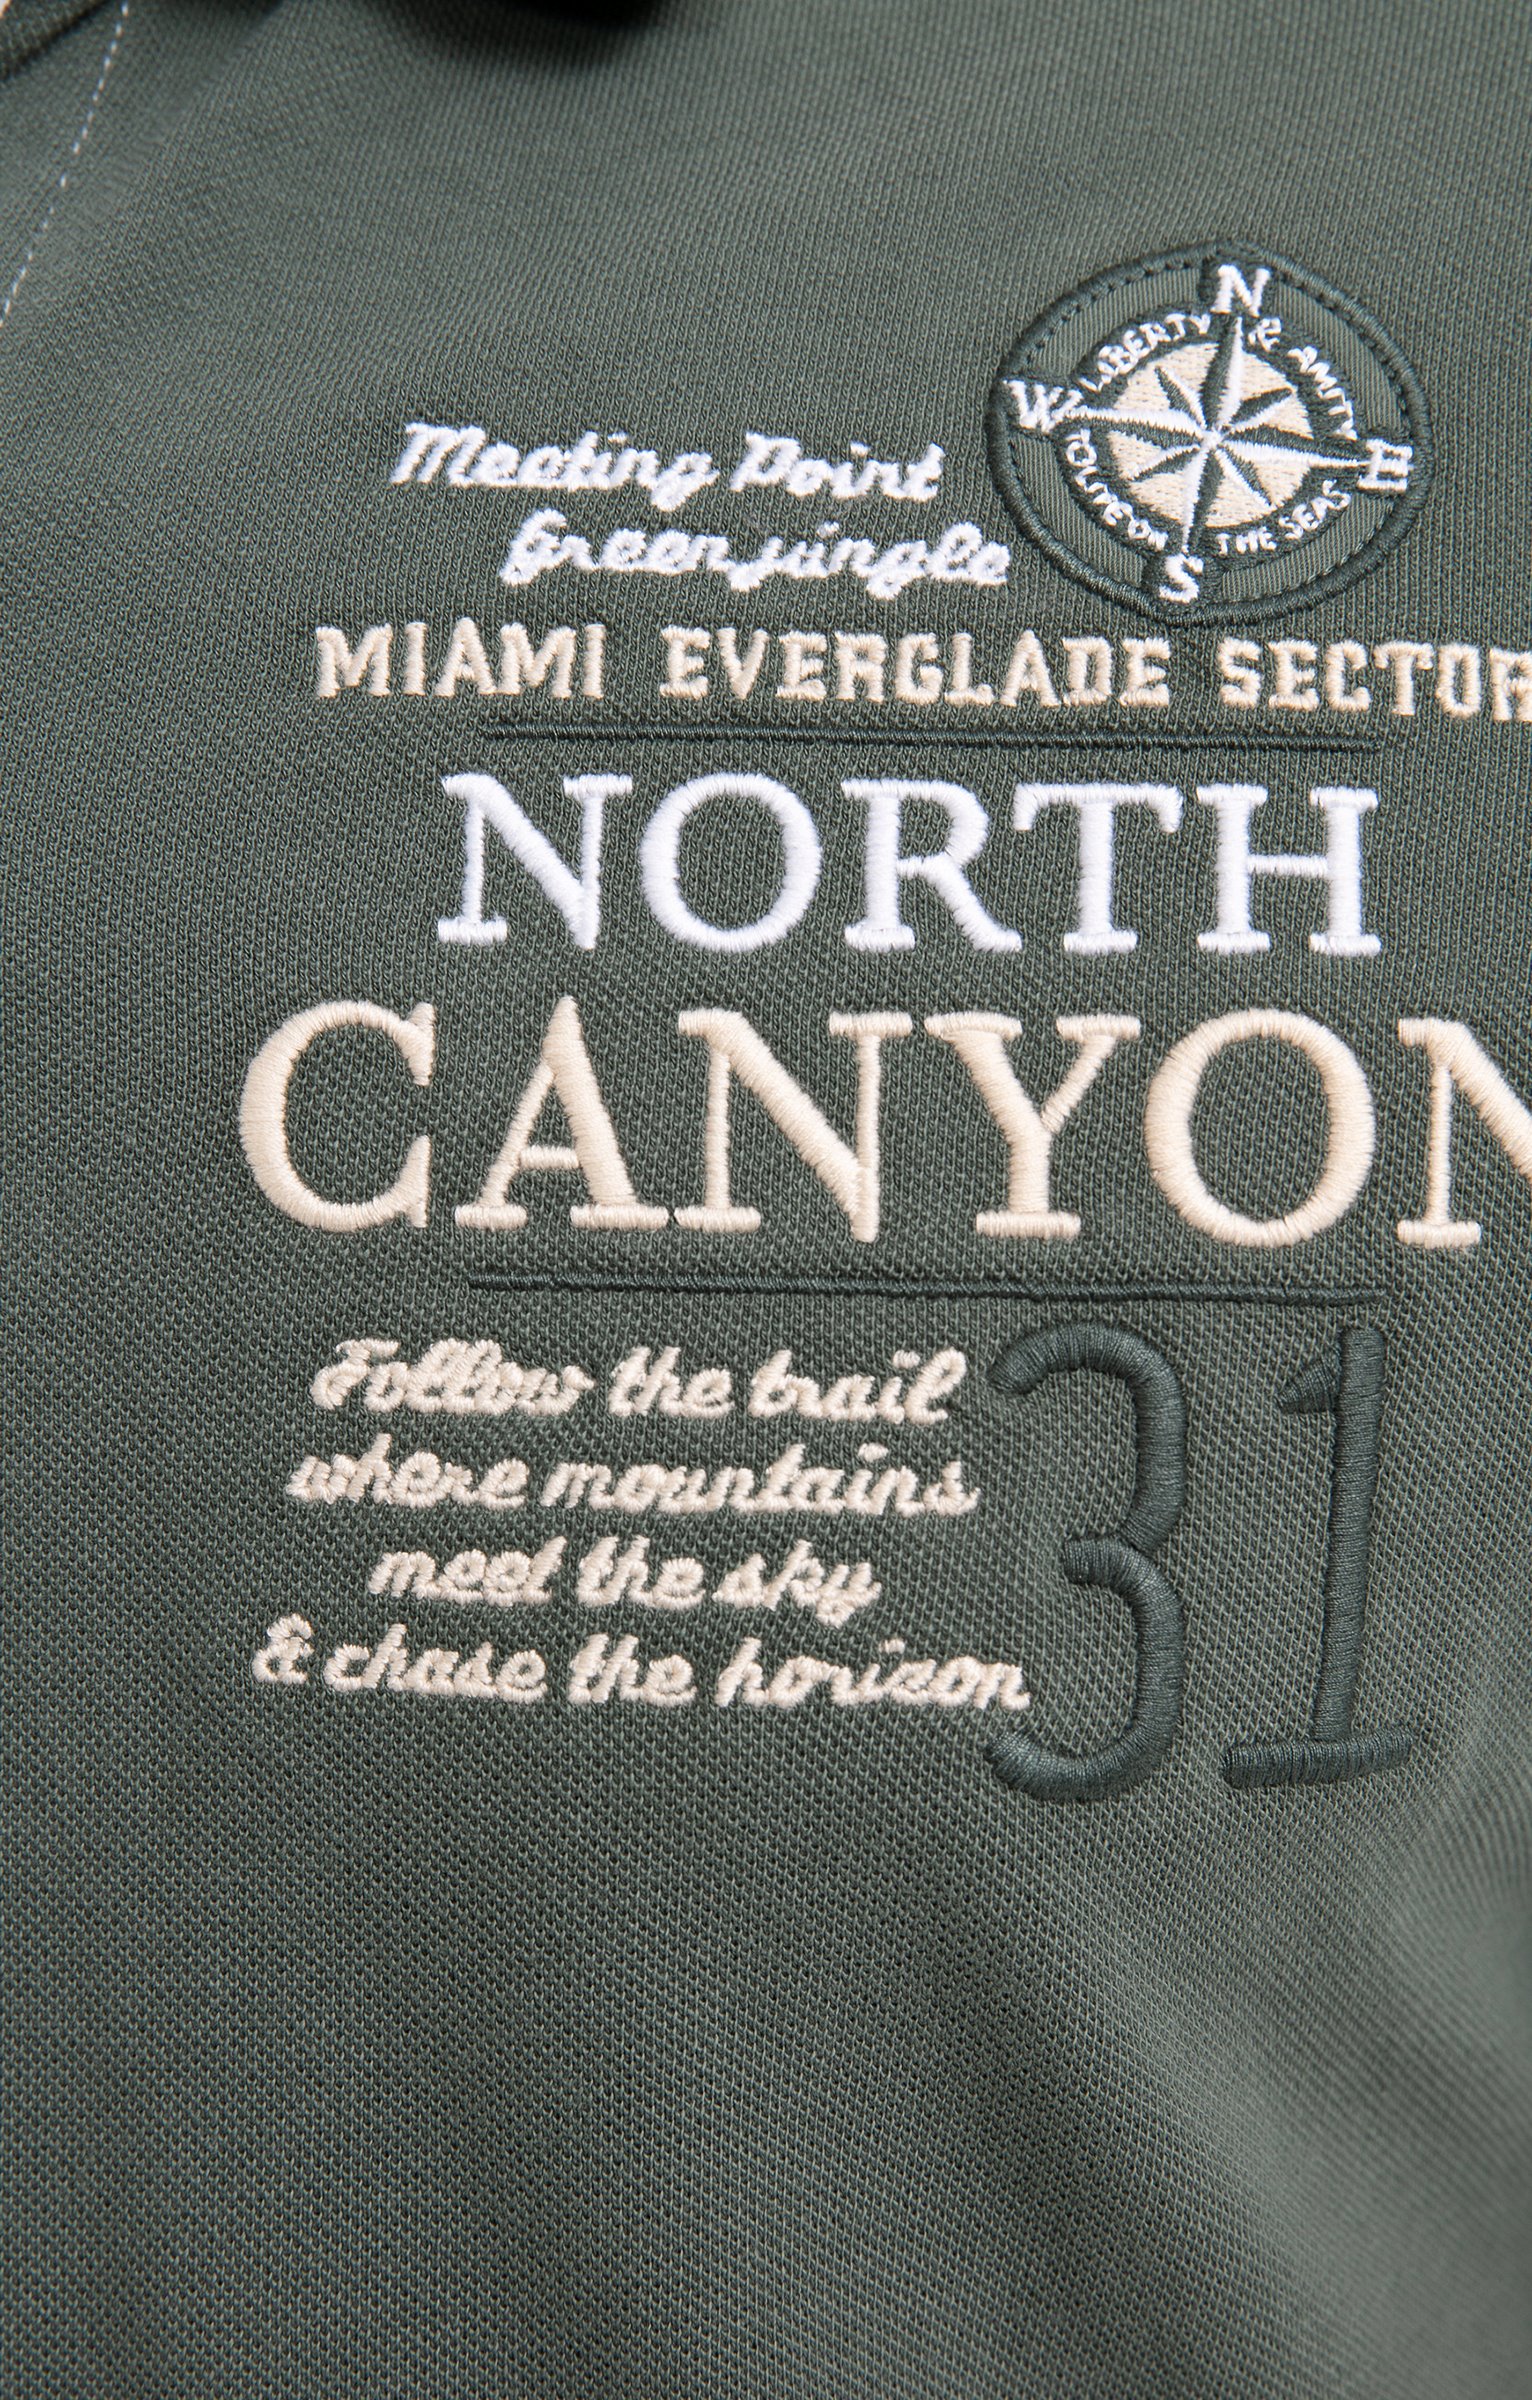 N
LIBERTY & AMITY
W
E
THE SEAS
S
Meeting Point
Green jungle
MIAMI EVERGLADE SECTOR
NORTH
CANYON
Follow the trail
where mountains
meet the sky
& chase the horizon
31